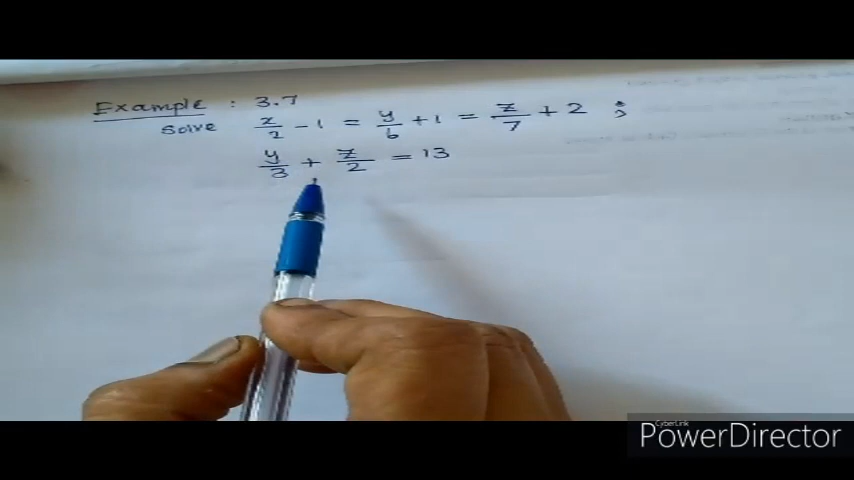 Example : 3.7
Solve x/2 - 1 = y/6 + 1 = z/7 + 2 ;
y/3 + z/2 = 13
CyberLink
PowerDirector